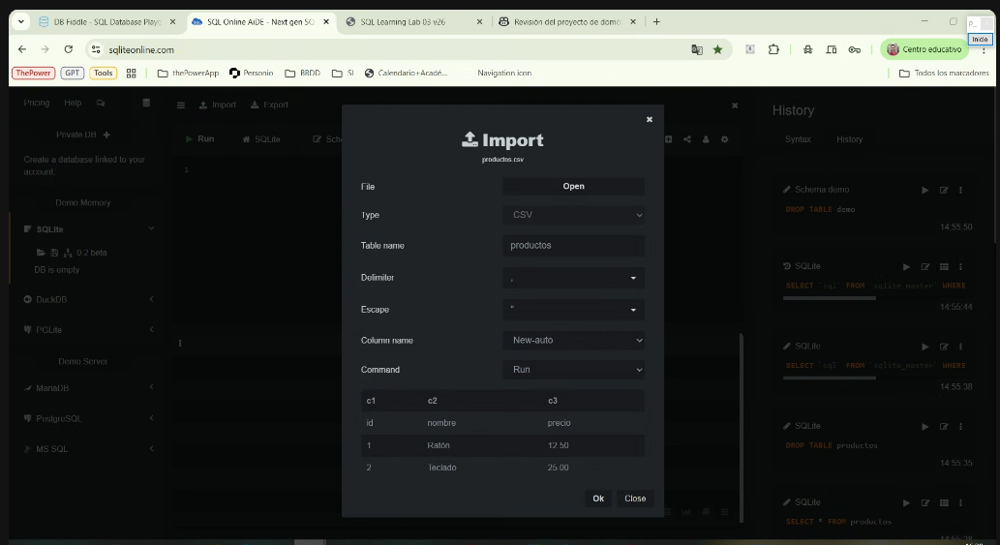 DB Fiddle - SQL Database Playg
SQL Online AiDE - Next gen SQ
SQL Learning Lab 03 v26
Revisión del proyecto de domó
sqliteonline.com
Centro educativo
Inicio
ThePower
GPT
Tools
thePowerApp
Personio
BRDD
SI
Calendario+Acadé...
Navigation icon
Todos los marcadores
Pricing
Help
Import
Export
History
Private DB
Run
SQLite
Syntax
History
Create a database linked to your
account.
1
Demo Memory
SQLite
0.2 beta
DB is empty
DuckDB
PGLite
Demo Server
MariaDB
PostgreSQL
MS SQL
Import
productos.csv
File
Open
Type
CSV
Table name
productos
Delimiter
,
Escape
"
Column name
New-auto
Command
Run
c1 c2 c3
id nombre precio
1 Ratón 12.50
2 Teclado 25.00
Ok
Close
Schema demo
DROP TABLE demo
14:55:50
SQLite
SELECT `sql` FROM `sqlite_master` WHERE
14:55:44
SQLite
SELECT `sql` FROM `sqlite_master` WHERE
14:55:38
SQLite
DROP TABLE productos
14:55:35
SQLite
SELECT * FROM productos
14:55:28